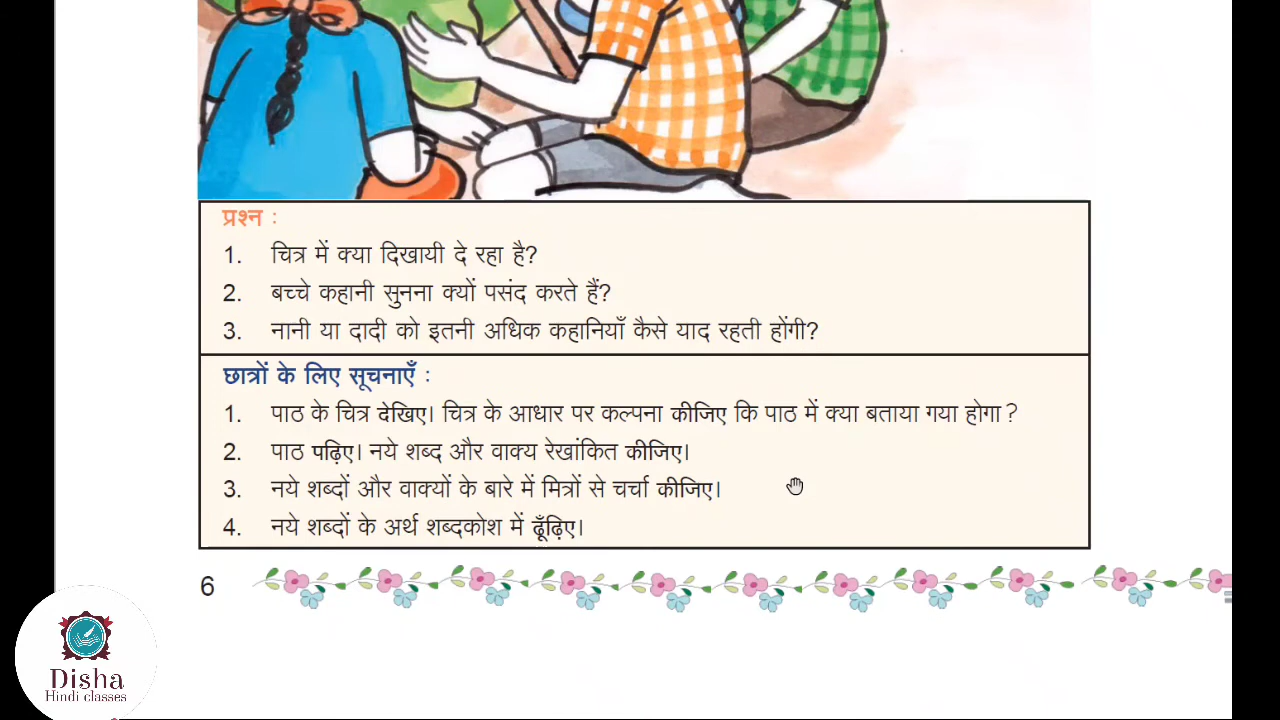 प्रश्न :
1. चित्र में क्या दिखायी दे रहा है?
2. बच्चे कहानी सुनना क्यों पसंद करते हैं?
3. नानी या दादी को इतनी अधिक कहानियाँ कैसे याद रहती होंगी?
छात्रों के लिए सूचनाएँ :
1. पाठ के चित्र देखिए। चित्र के आधार पर कल्पना कीजिए कि पाठ में क्या बताया गया होगा?
2. पाठ पढ़िए। नये शब्द और वाक्य रेखांकित कीजिए।
3. नये शब्दों और वाक्यों के बारे में मित्रों से चर्चा कीजिए।
4. नये शब्दों के अर्थ शब्दकोश में ढूँढ़िए।
6
Disha
Hindi classes